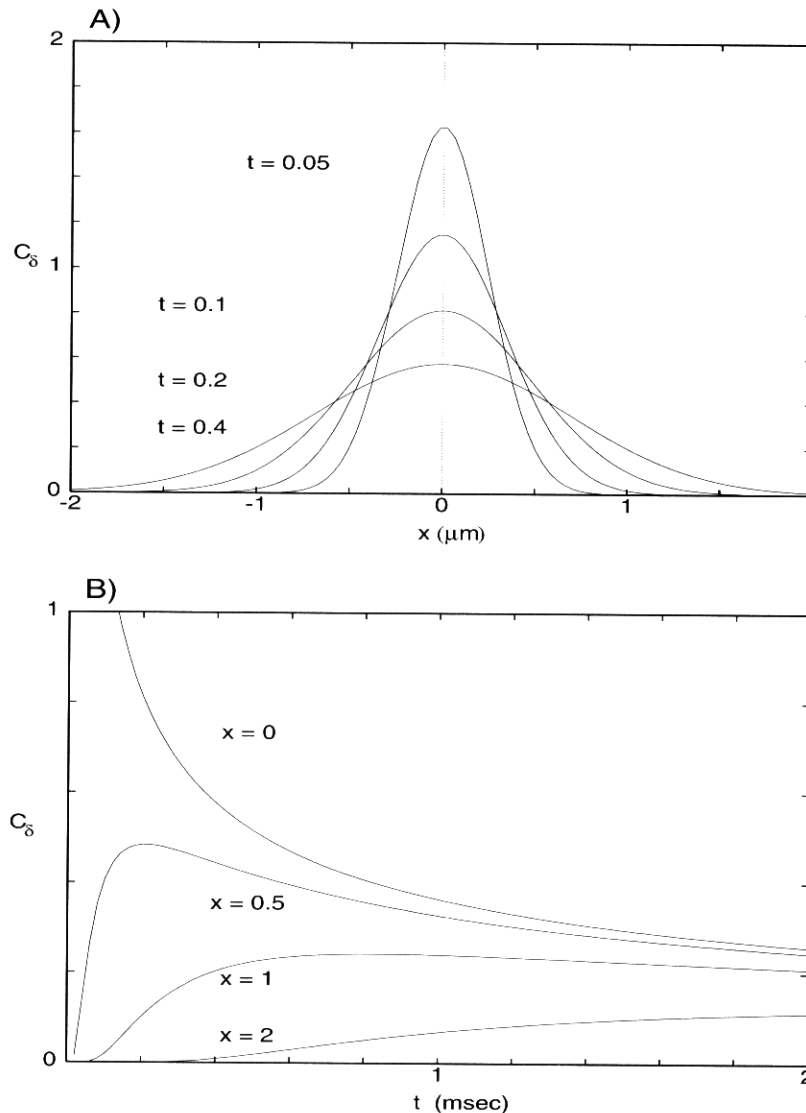 A)
2
t = 0.05
1
C_δ
t = 0.1
t = 0.2
t = 0.4
0
-2
-1
0
1
x (μm)
B)
1
x = 0
C_δ
x = 0.5
x = 1
x = 2
0
1
2
t (msec)